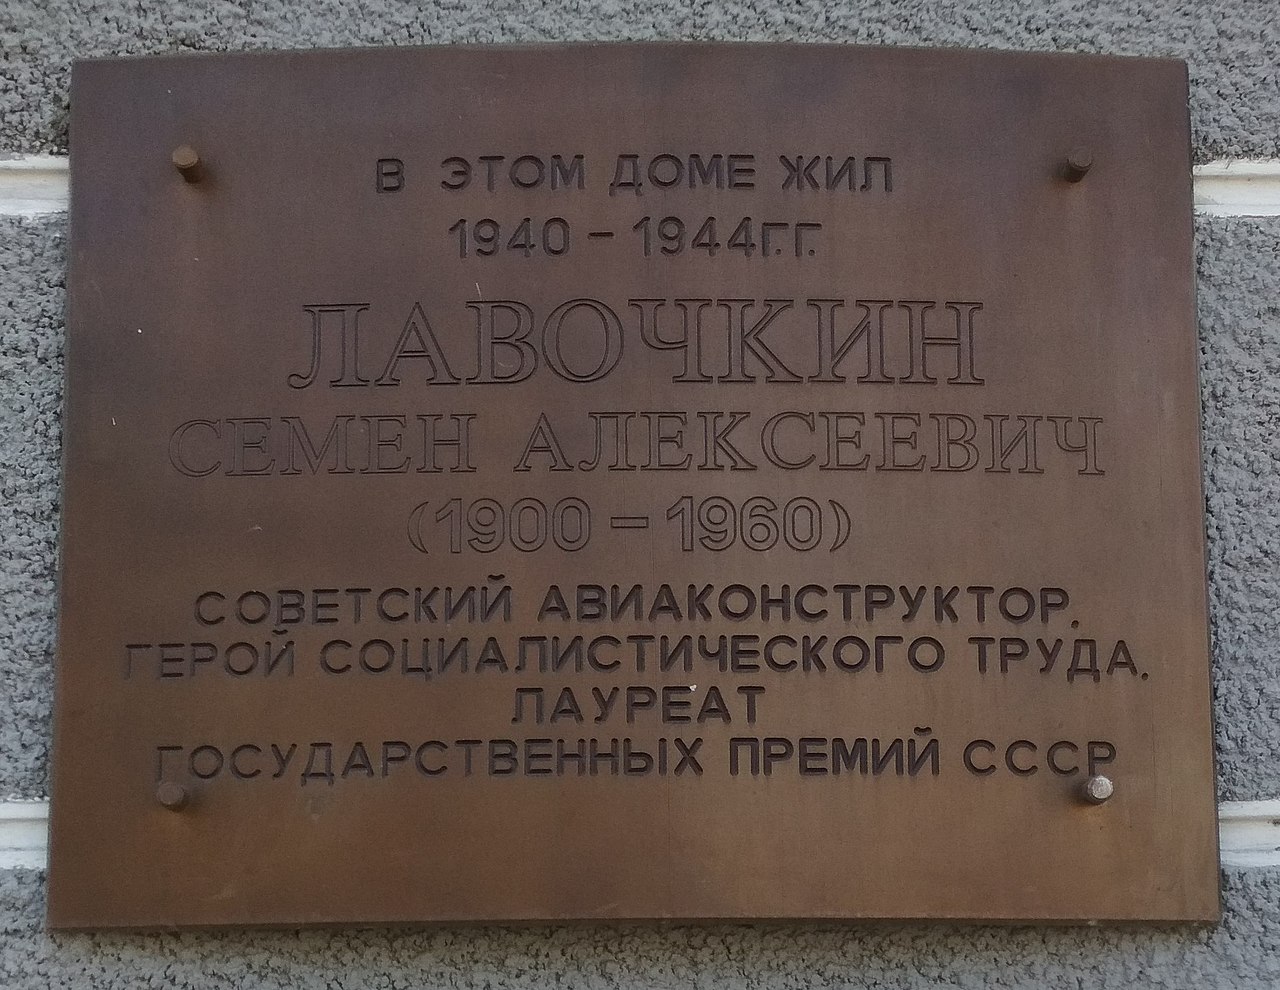 В ЭТОМ ДОМЕ ЖИЛ
1940 – 1944Г.Г.
ЛАВОЧКИН
СЕМЕН АЛЕКСЕЕВИЧ
(1900 – 1960)
СОВЕТСКИЙ АВИАКОНСТРУКТОР,
ГЕРОЙ СОЦИАЛИСТИЧЕСКОГО ТРУДА,
ЛАУРЕАТ
ГОСУДАРСТВЕННЫХ ПРЕМИЙ СССР